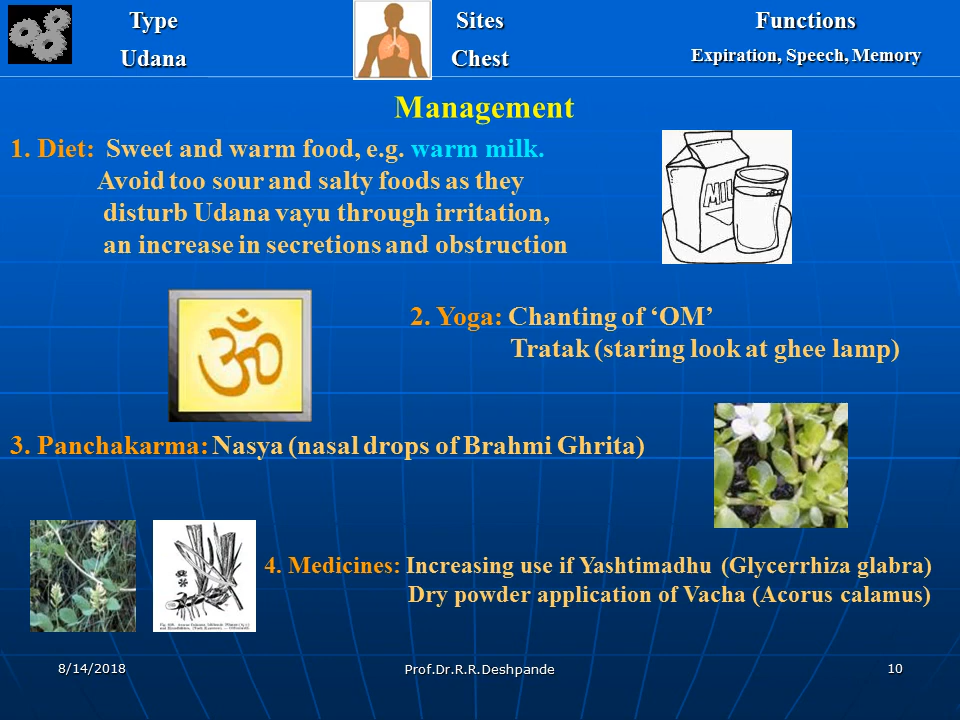 Type Sites Functions
Udana Chest Expiration, Speech, Memory
Management
1. Diet: Sweet and warm food, e.g. warm milk.
Avoid too sour and salty foods as they
disturb Udana vayu through irritation,
an increase in secretions and obstruction
MIL
ॐ
2. Yoga: Chanting of ‘OM’
Tratak (staring look at ghee lamp)
3. Panchakarma: Nasya (nasal drops of Brahmi Ghrita)
4. Medicines: Increasing use if Yashtimadhu (Glycerrhiza glabra)
Dry powder application of Vacha (Acorus calamus)
8/14/2018 Prof.Dr.R.R.Deshpande 10